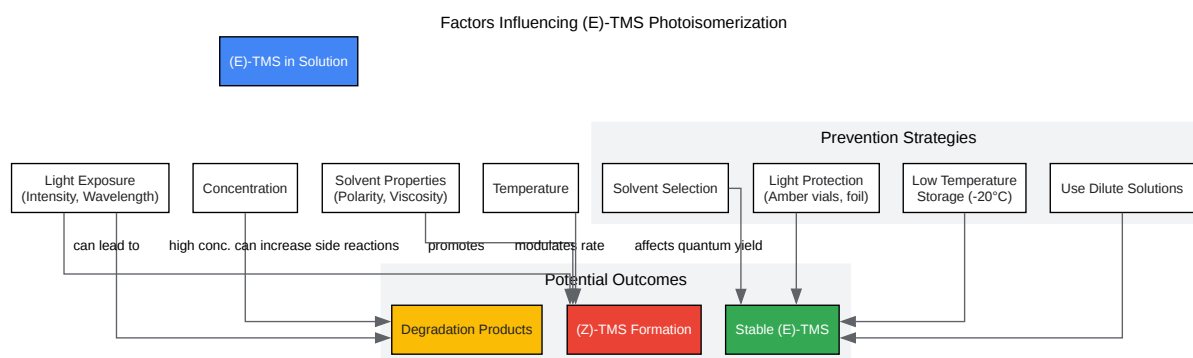 Factors Influencing (E)-TMS Photoisomerization
(E)-TMS in Solution
Prevention Strategies
Light Exposure
(Intensity, Wavelength)
Concentration
Solvent Properties
(Polarity, Viscosity)
Temperature
Solvent Selection
Light Protection
(Amber vials, foil)
Low Temperature
Storage (-20°C)
Use Dilute Solutions
can lead to
high conc. can increase side reactions
promotes
modulates rate
affects quantum yield
Potential Outcomes
Degradation Products
(Z)-TMS Formation
Stable (E)-TMS